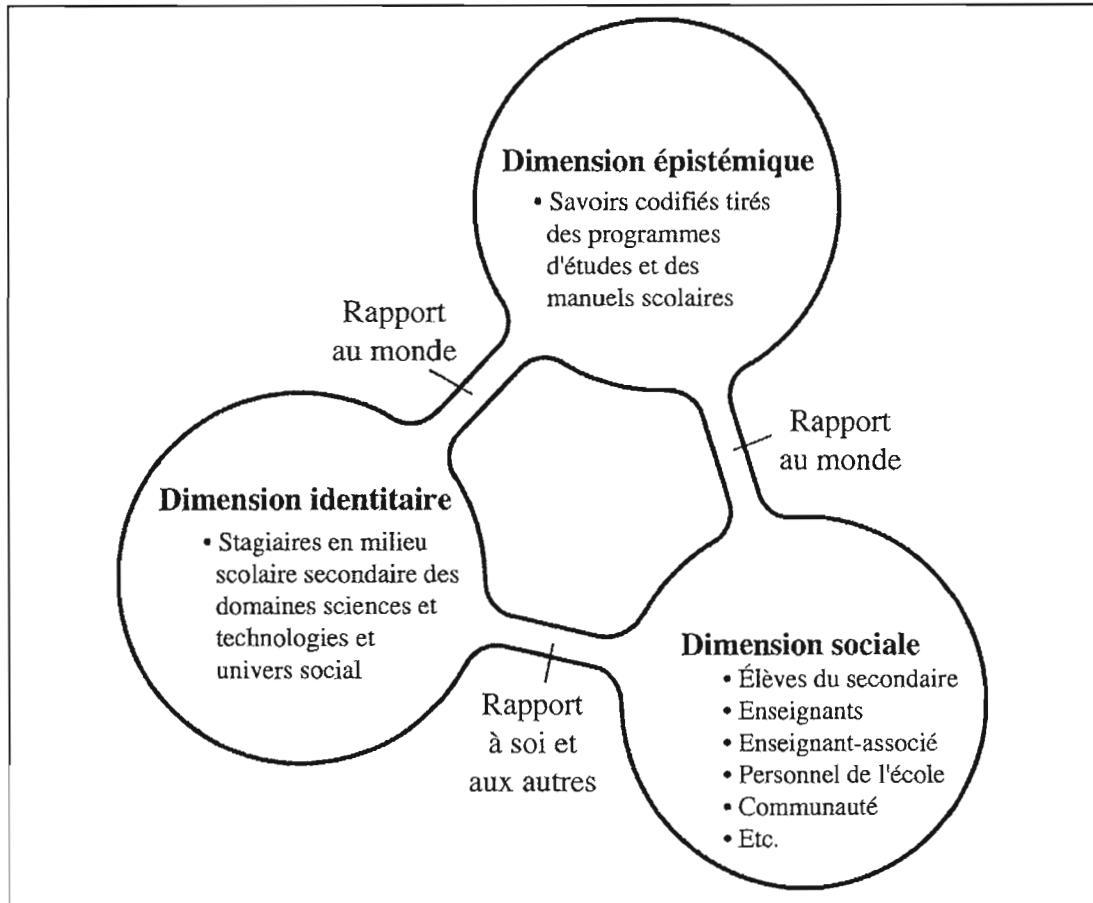 Dimension épistémique
• Savoirs codifiés tirés
des programmes
d'études et des
manuels scolaires
Rapport
au monde
Rapport
au monde
Dimension identitaire
• Stagiaires en milieu
scolaire secondaire des
domaines sciences et
technologies et
univers social
Dimension sociale
• Élèves du secondaire
• Enseignants
• Enseignant-associé
• Personnel de l'école
• Communauté
• Etc.
Rapport
à soi et
aux autres